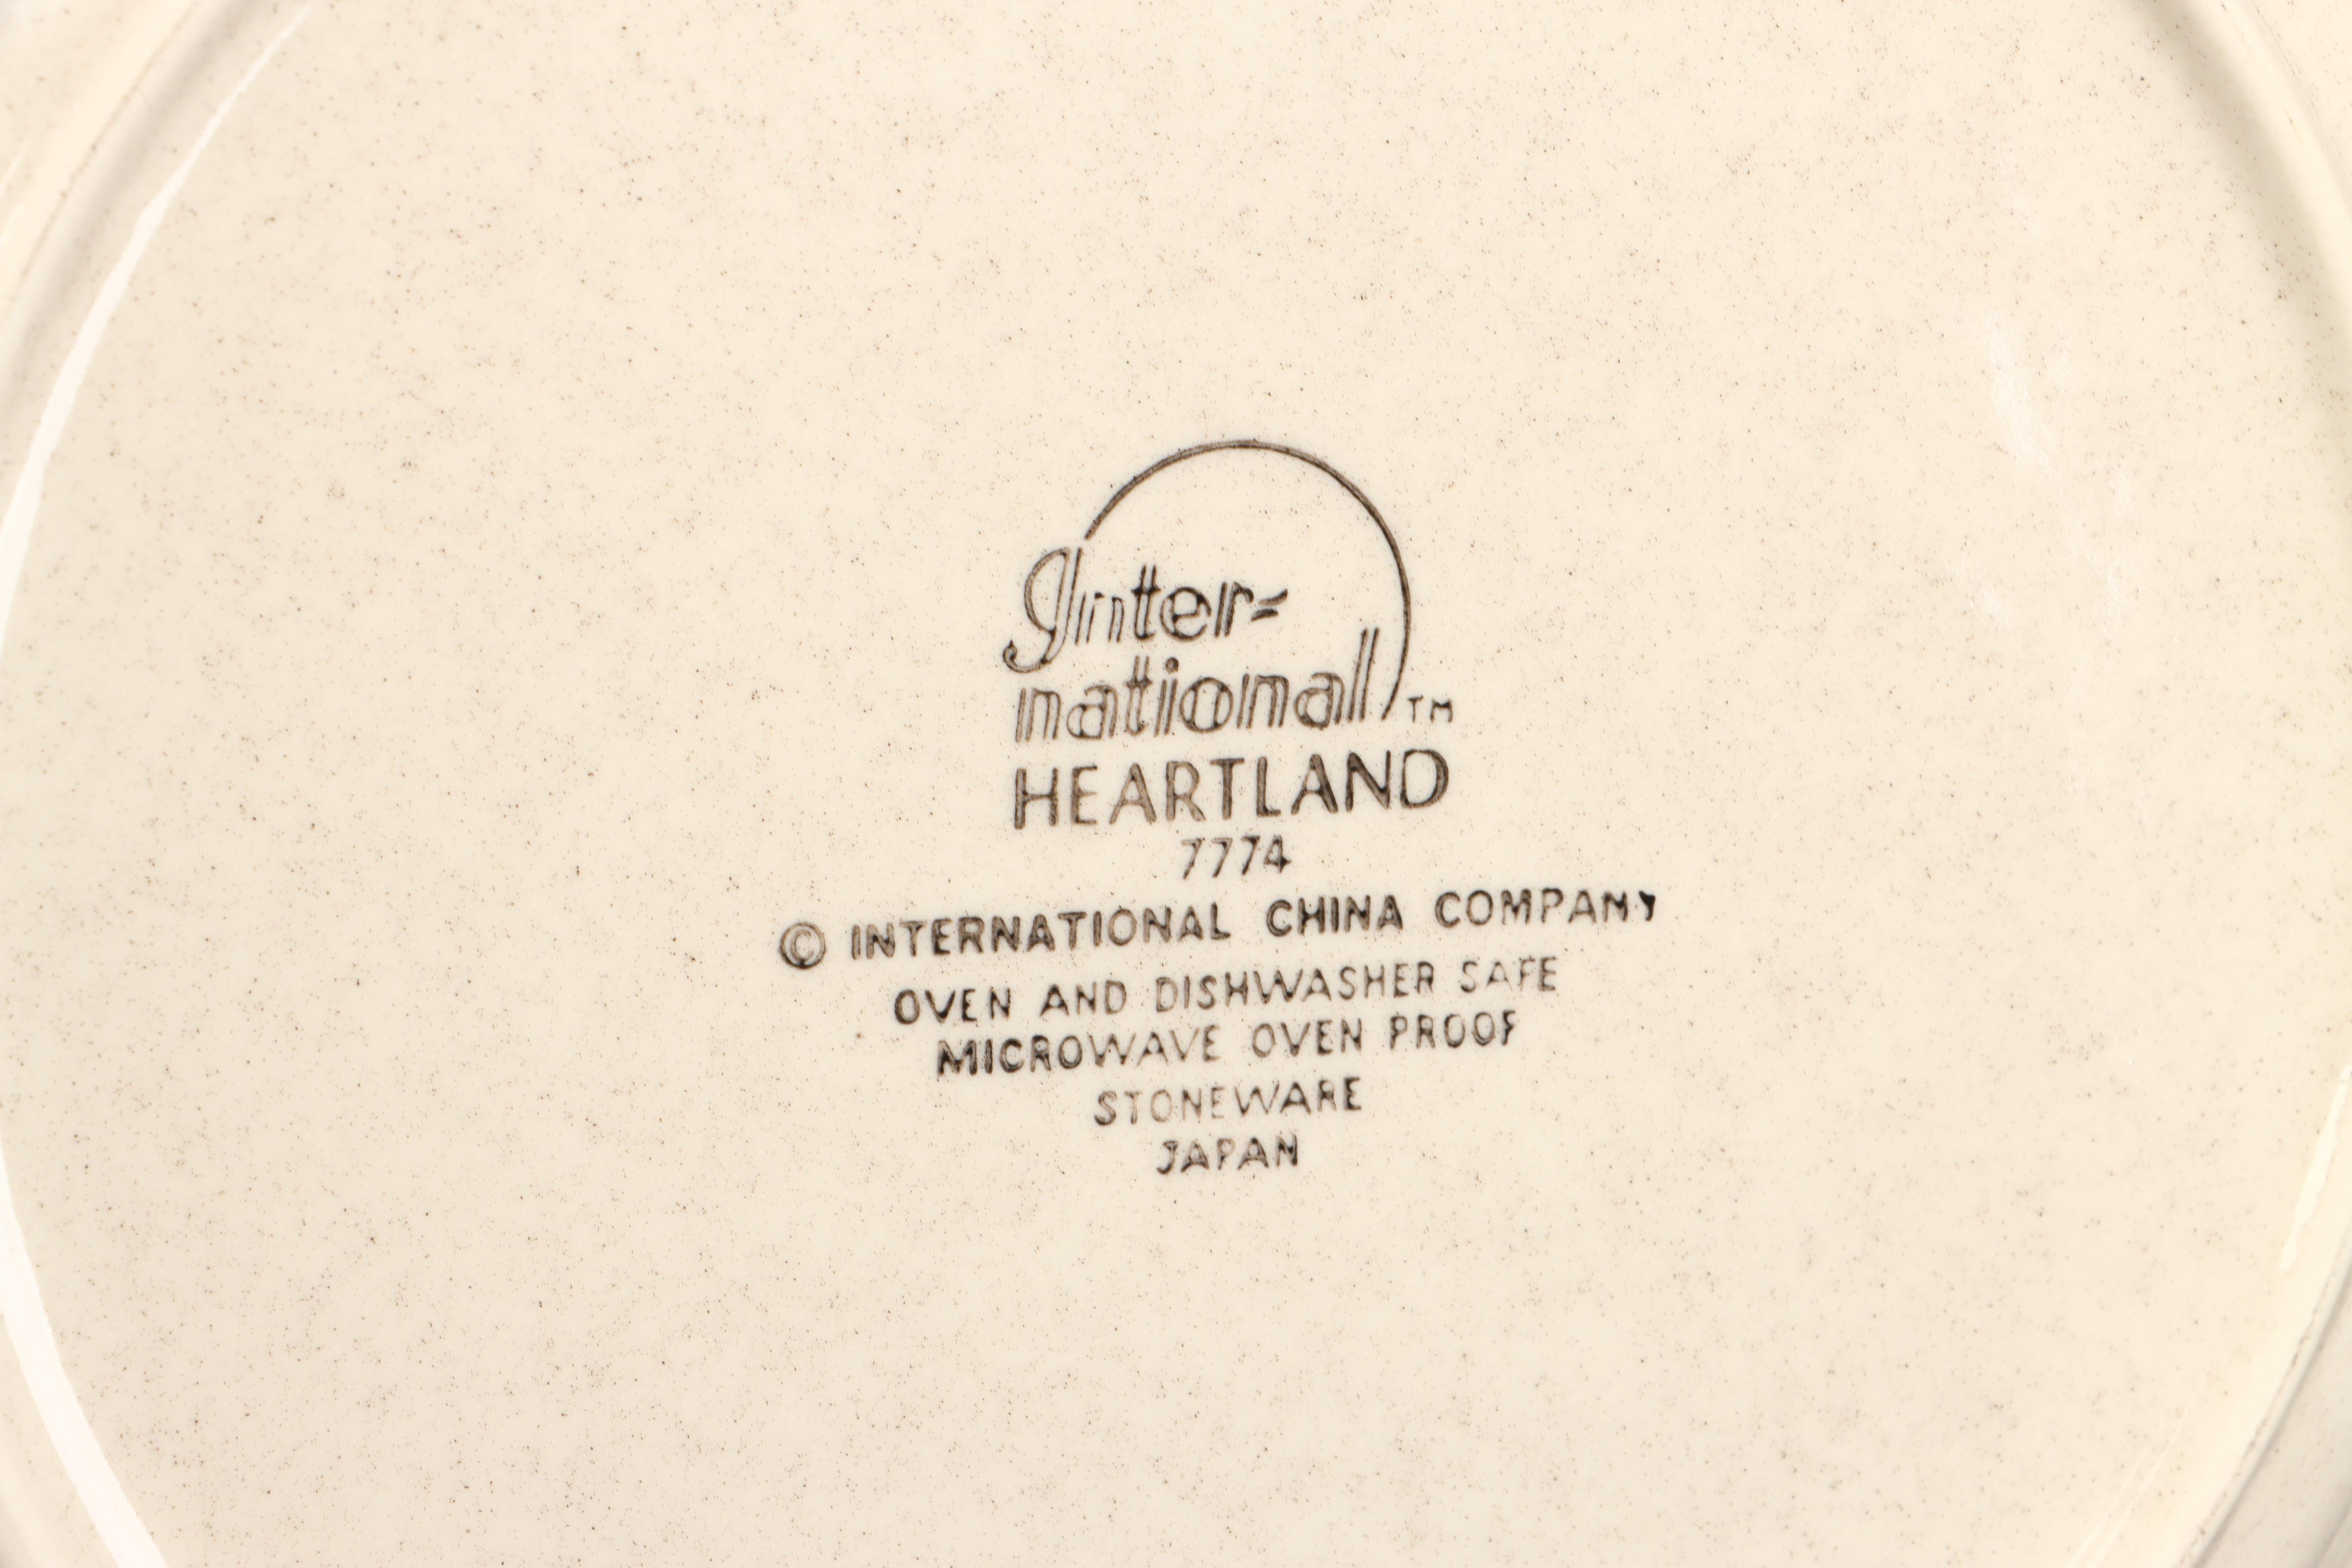 Inter-
national TM
HEARTLAND
7774
© INTERNATIONAL CHINA COMPANY
OVEN AND DISHWASHER SAFE
MICROWAVE OVEN PROOF
STONEWARE
JAPAN